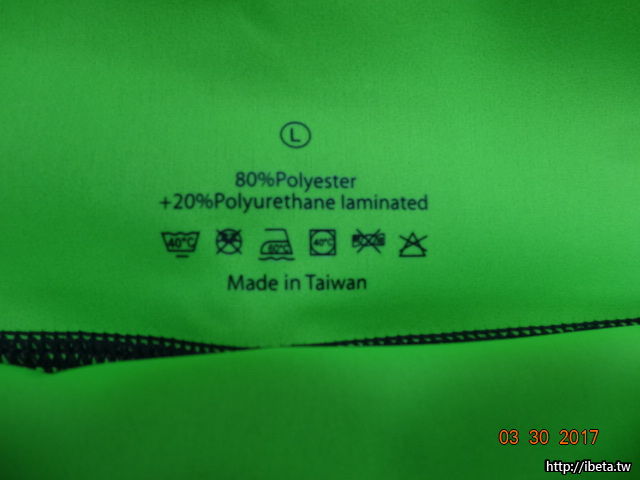 L
80%Polyester
+20%Polyurethane laminated
40°C 60°C 40°C
Made in Taiwan
03 30 2017
http://ibeta.tw